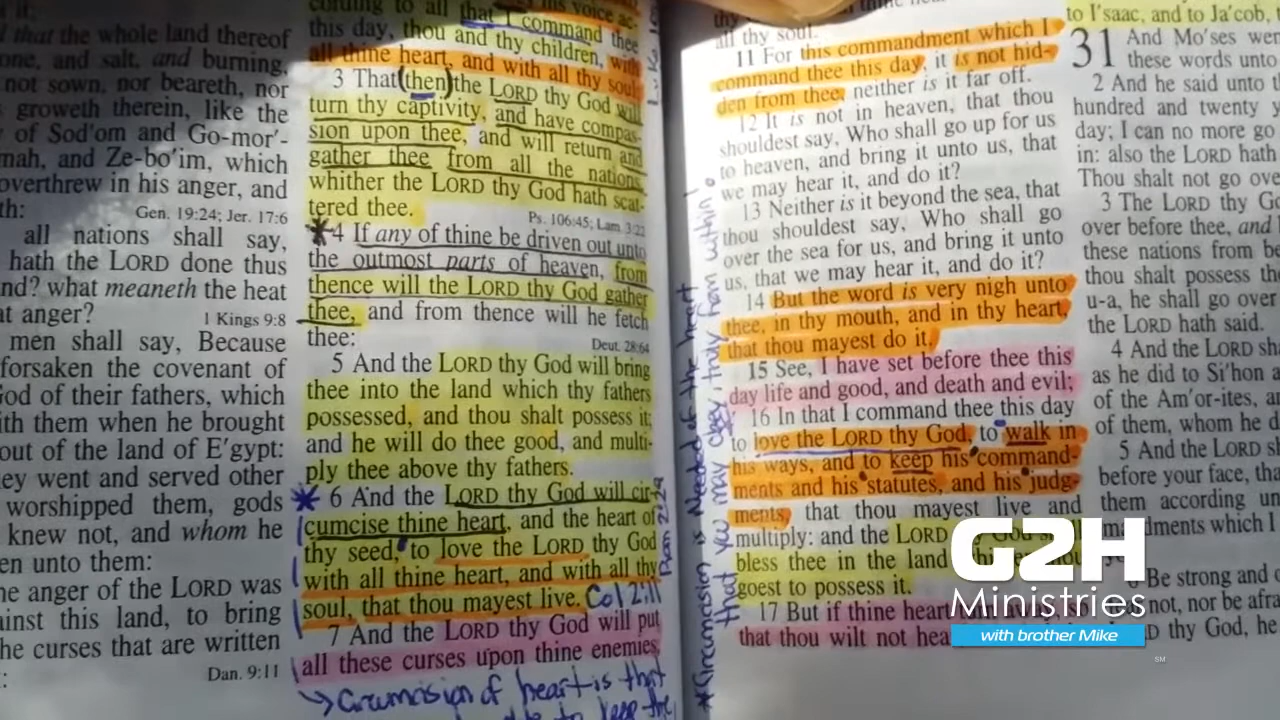 it:
that the whole land thereof
one, and salt, and burning,
not sown, nor beareth, nor
groweth therein, like the
of Sod'om and Go-mor'-
mah, and Ze-bo'im, which
overthrew in his anger, and
th:
Gen. 19:24; Jer. 17:6
all nations shall say,
hath the LORD done thus
nd? what meaneth the heat
at anger?
1 Kings 9:8
men shall say, Because
forsaken the covenant of
God of their fathers, which
ith them when he brought
out of the land of E'gypt:
ey went and served other
worshipped them, gods
knew not, and whom he
en unto them:
he anger of the LORD was
ainst this land, to bring
he curses that are written
Dan. 9:11
cording to all that I command thee
this day, thou and thy children, with
all thine heart, and with all thy soul;
3 That (then) the LORD thy God will
turn thy captivity, and have compas-
sion upon thee, and will return and
gather thee from all the nations,
whither the LORD thy God hath scat-
tered thee.
Ps. 106:45; Lam. 3:22
*4 If any of thine be driven out unto
the outmost parts of heaven, from
thence will the LORD thy God gather
thee, and from thence will he fetch
thee:
Deut. 28:64
5 And the LORD thy God will bring
thee into the land which thy fathers
possessed, and thou shalt possess it;
and he will do thee good, and multi-
ply thee above thy fathers.
* 6 And the LORD thy God will cir-
cumcise thine heart, and the heart of
thy seed, to love the LORD thy God
with all thine heart, and with all thy
soul, that thou mayest live.
Col 2:11
Rom 2:29
7 And the LORD thy God will put
all these curses upon thine enemies,
→ Circumcision of heart is that
to keep the
* Circumcision is Needed of the heart
that you may obey truly from within!
all thy soul.
11 For this commandment which I
command thee this day, it is not hid-
den from thee, neither is it far off.
12 It is not in heaven, that thou
shouldest say, Who shall go up for us
to heaven, and bring it unto us, that
we may hear it, and do it?
13 Neither is it beyond the sea, that
thou shouldest say, Who shall go
over the sea for us, and bring it unto
us, that we may hear it, and do it?
14 But the word is very nigh unto
thee, in thy mouth, and in thy heart,
that thou mayest do it.
15 See, I have set before thee this
day life and good, and death and evil;
16 In that I command thee this day
to love the LORD thy God, to walk in
his ways, and to keep his command-
ments and his statutes, and his judg-
ments, that thou mayest live and
multiply: and the LORD thy God shall
bless thee in the land
goest to possess it.
17 But if thine heart
that thou wilt not hea
to I'saac, and to Ja'cob,
31 And Mo'ses wen
these words unto
2 And he said unto
hundred and twenty y
day; I can no more go
in: also the LORD hath
Thou shalt not go ove
3 The LORD thy Go
over before thee, and
these nations from be
thou shalt possess th
u-a, he shall go over
the LORD hath said.
4 And the LORD sha
as he did to Si'hon a
of the Am'or-ites, an
of them, whom he d
5 And the LORD sh
before your face, tha
them according un
mandments which I
6 Be strong and
not, nor be afra
thy God, he
G2H
Ministries
with brother Mike
SM